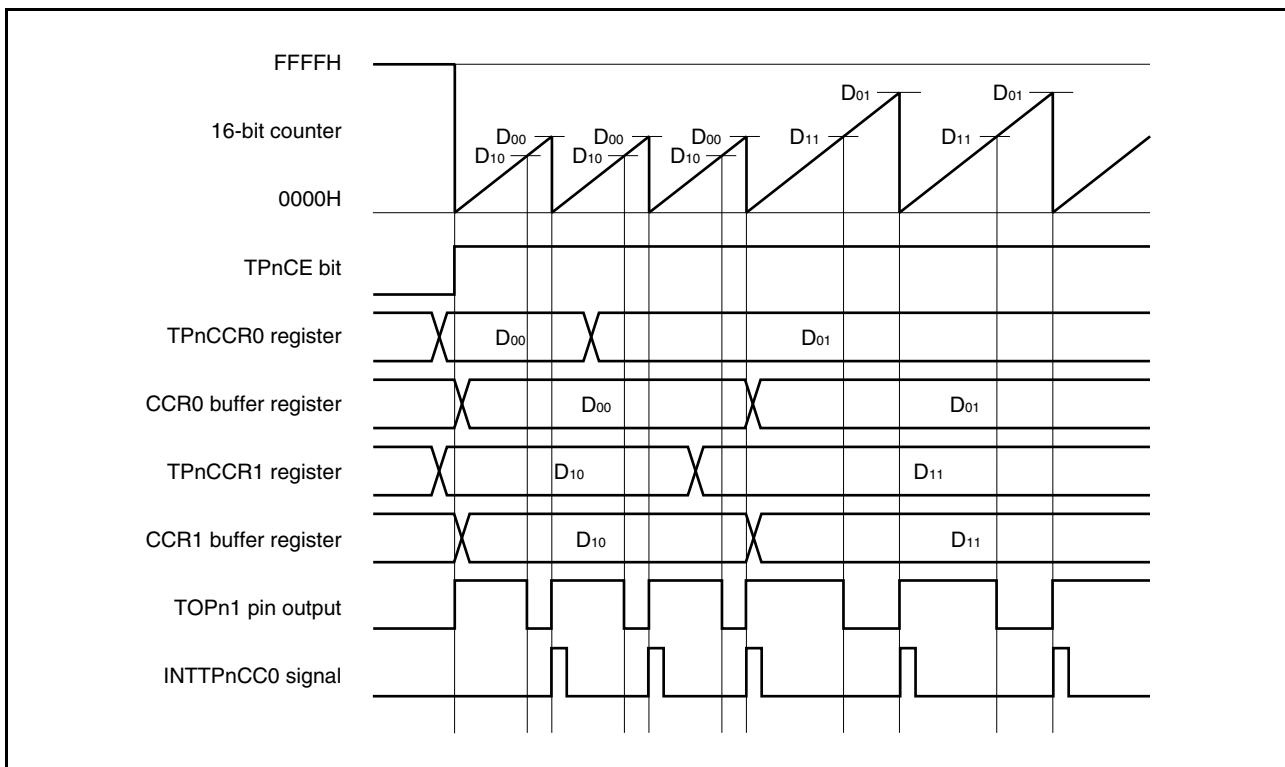 FFFFH
D01 D01
16-bit counter D00 D00 D00 D11 D11
D10 D10 D10
0000H
TPnCE bit
TPnCCR0 register D00 D01
CCR0 buffer register D00 D01
TPnCCR1 register D10 D11
CCR1 buffer register D10 D11
TOPn1 pin output
INTTPnCC0 signal